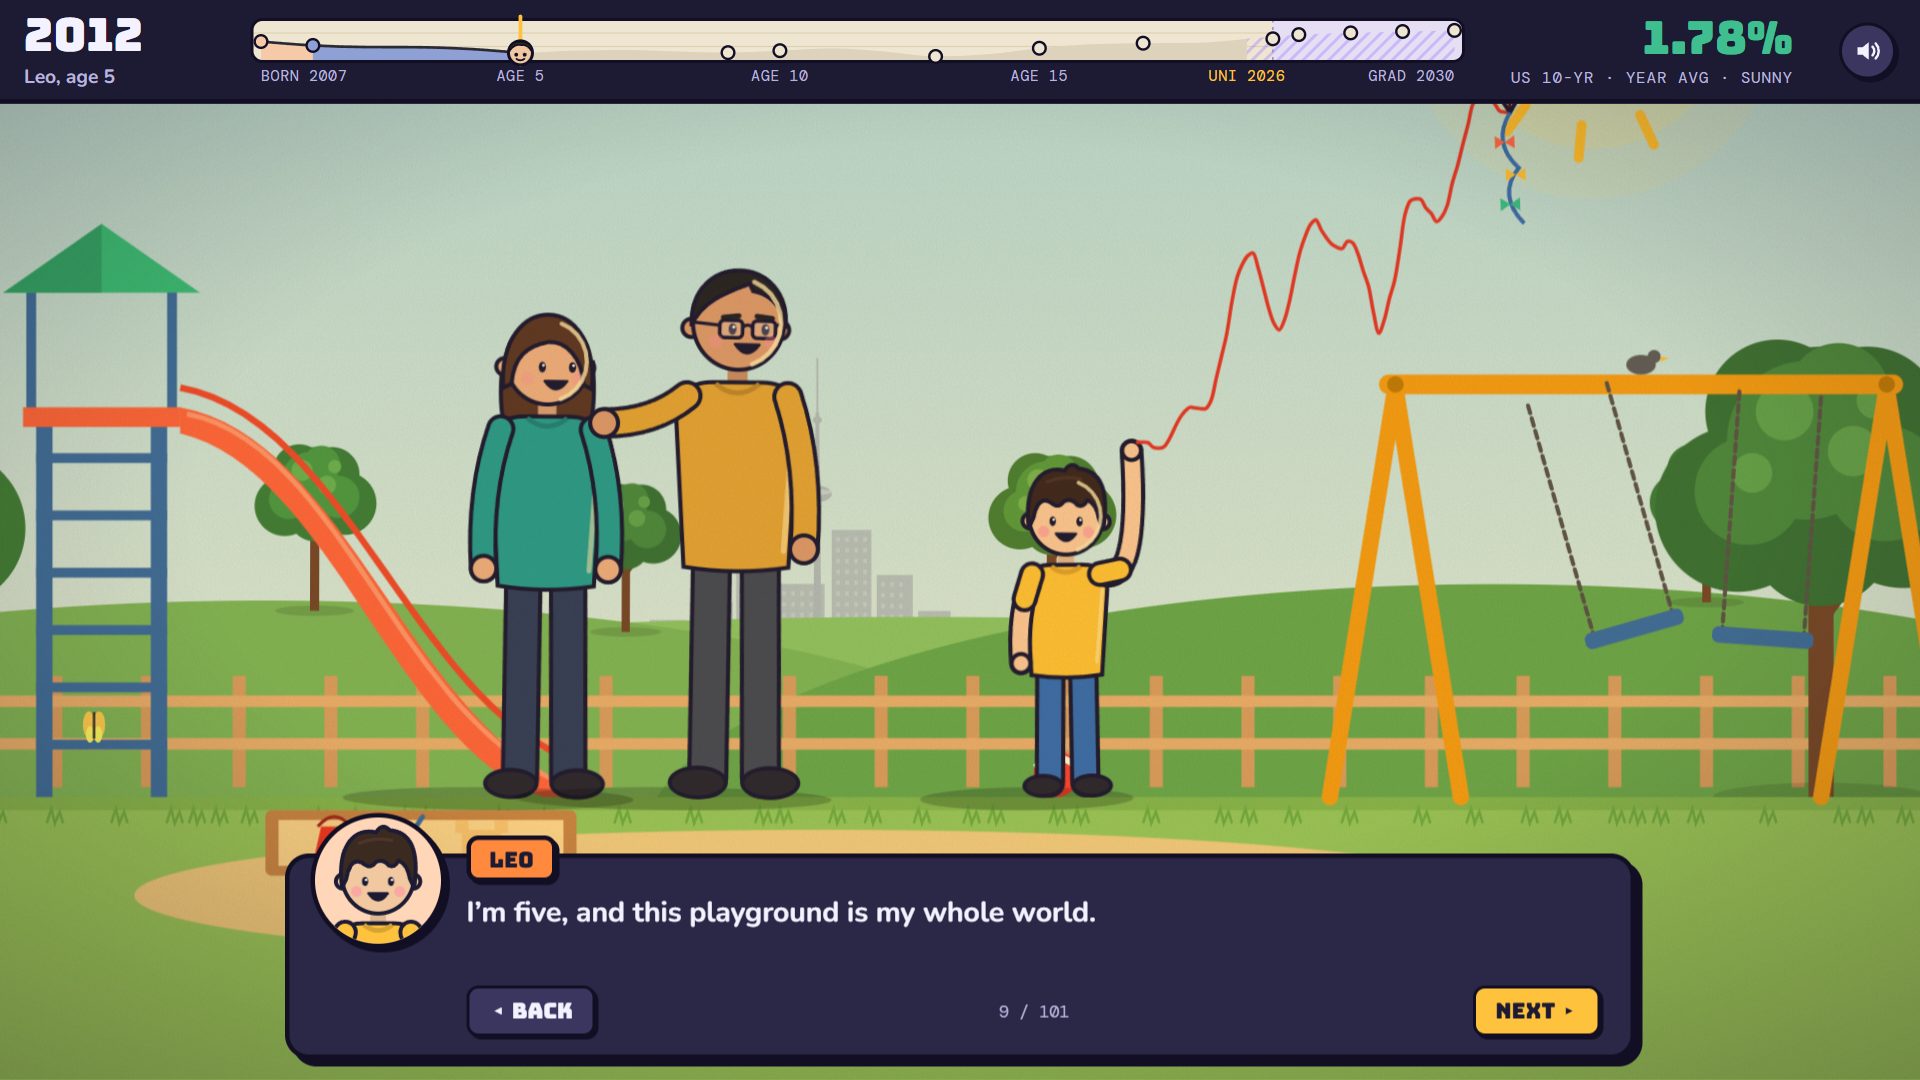 2012
Leo, age 5
BORN 2007
AGE 5
AGE 10
AGE 15
UNI 2026
GRAD 2030
1.78%
US 10-YR · YEAR AVG · SUNNY
LEO
I'm five, and this playground is my whole world.
◂ BACK
9 / 101
NEXT ▸